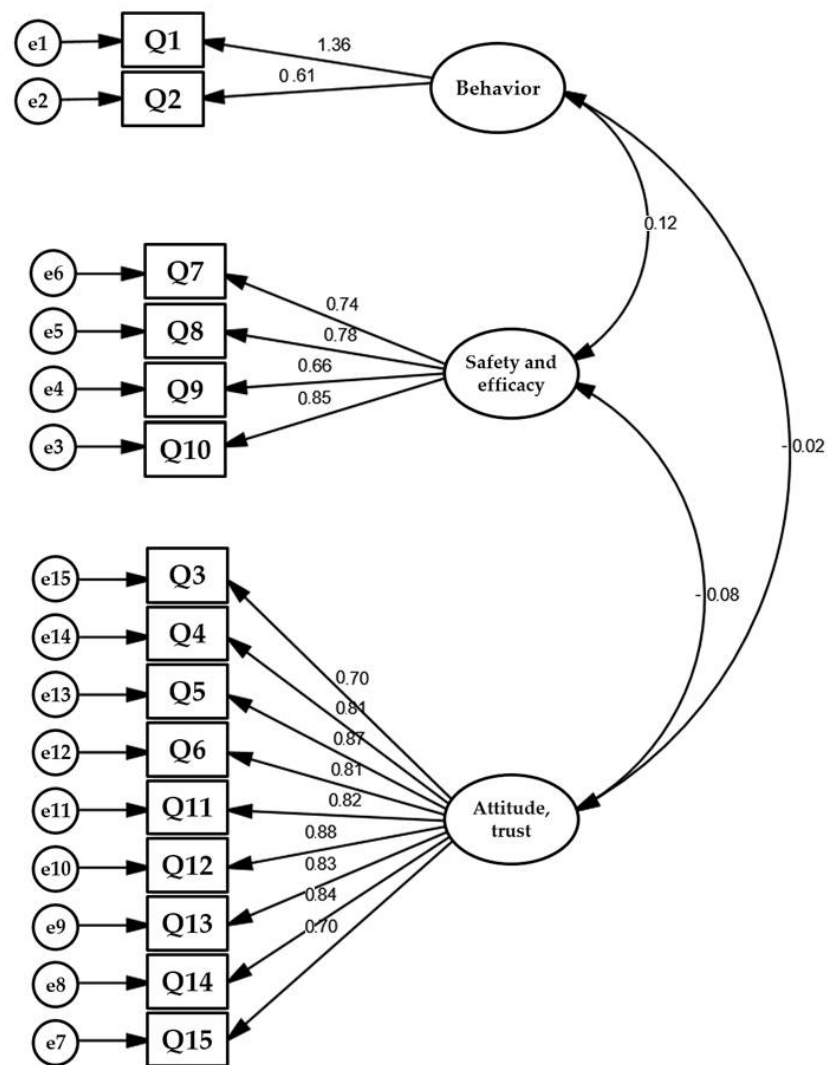 e1
Q1
1.36
e2
Q2
0.61
Behavior
0.12
e6
Q7
0.74
e5
Q8
0.78
e4
Q9
0.66
e3
Q10
0.85
Safety and
efficacy
-0.02
-0.08
e15
Q3
0.70
e14
Q4
0.81
e13
Q5
0.87
e12
Q6
0.81
e11
Q11
0.82
e10
Q12
0.88
e9
Q13
0.83
e8
Q14
0.84
e7
Q15
0.70
Attitude,
trust